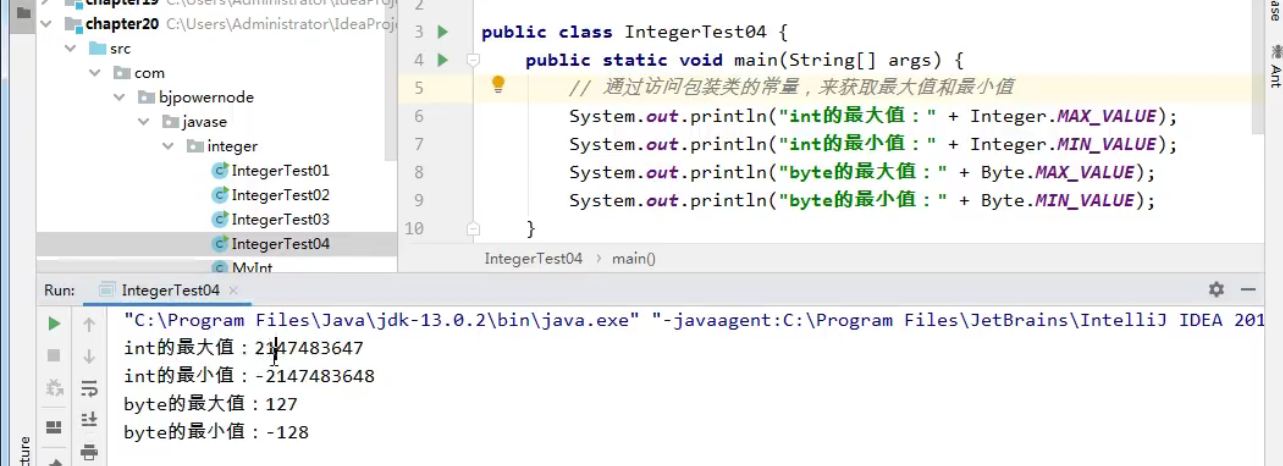 chapter19 C:\Users\Administrator\IdeaProj
chapter20 C:\Users\Administrator\IdeaProje
src
com
bjpowernode
javase
integer
IntegerTest01
IntegerTest02
IntegerTest03
IntegerTest04
MyInt
2
3 public class IntegerTest04 {
4 public static void main(String[] args) {
5 // 通过访问包装类的常量，来获取最大值和最小值
6 System.out.println("int的最大值：" + Integer.MAX_VALUE);
7 System.out.println("int的最小值：" + Integer.MIN_VALUE);
8 System.out.println("byte的最大值：" + Byte.MAX_VALUE);
9 System.out.println("byte的最小值：" + Byte.MIN_VALUE);
10 }
IntegerTest04 › main()
ase
Ant
Run: IntegerTest04 ×
"C:\Program Files\Java\jdk-13.0.2\bin\java.exe" "-javaagent:C:\Program Files\JetBrains\IntelliJ IDEA 201
int的最大值：2147483647
int的最小值：-2147483648
byte的最大值：127
byte的最小值：-128
cture